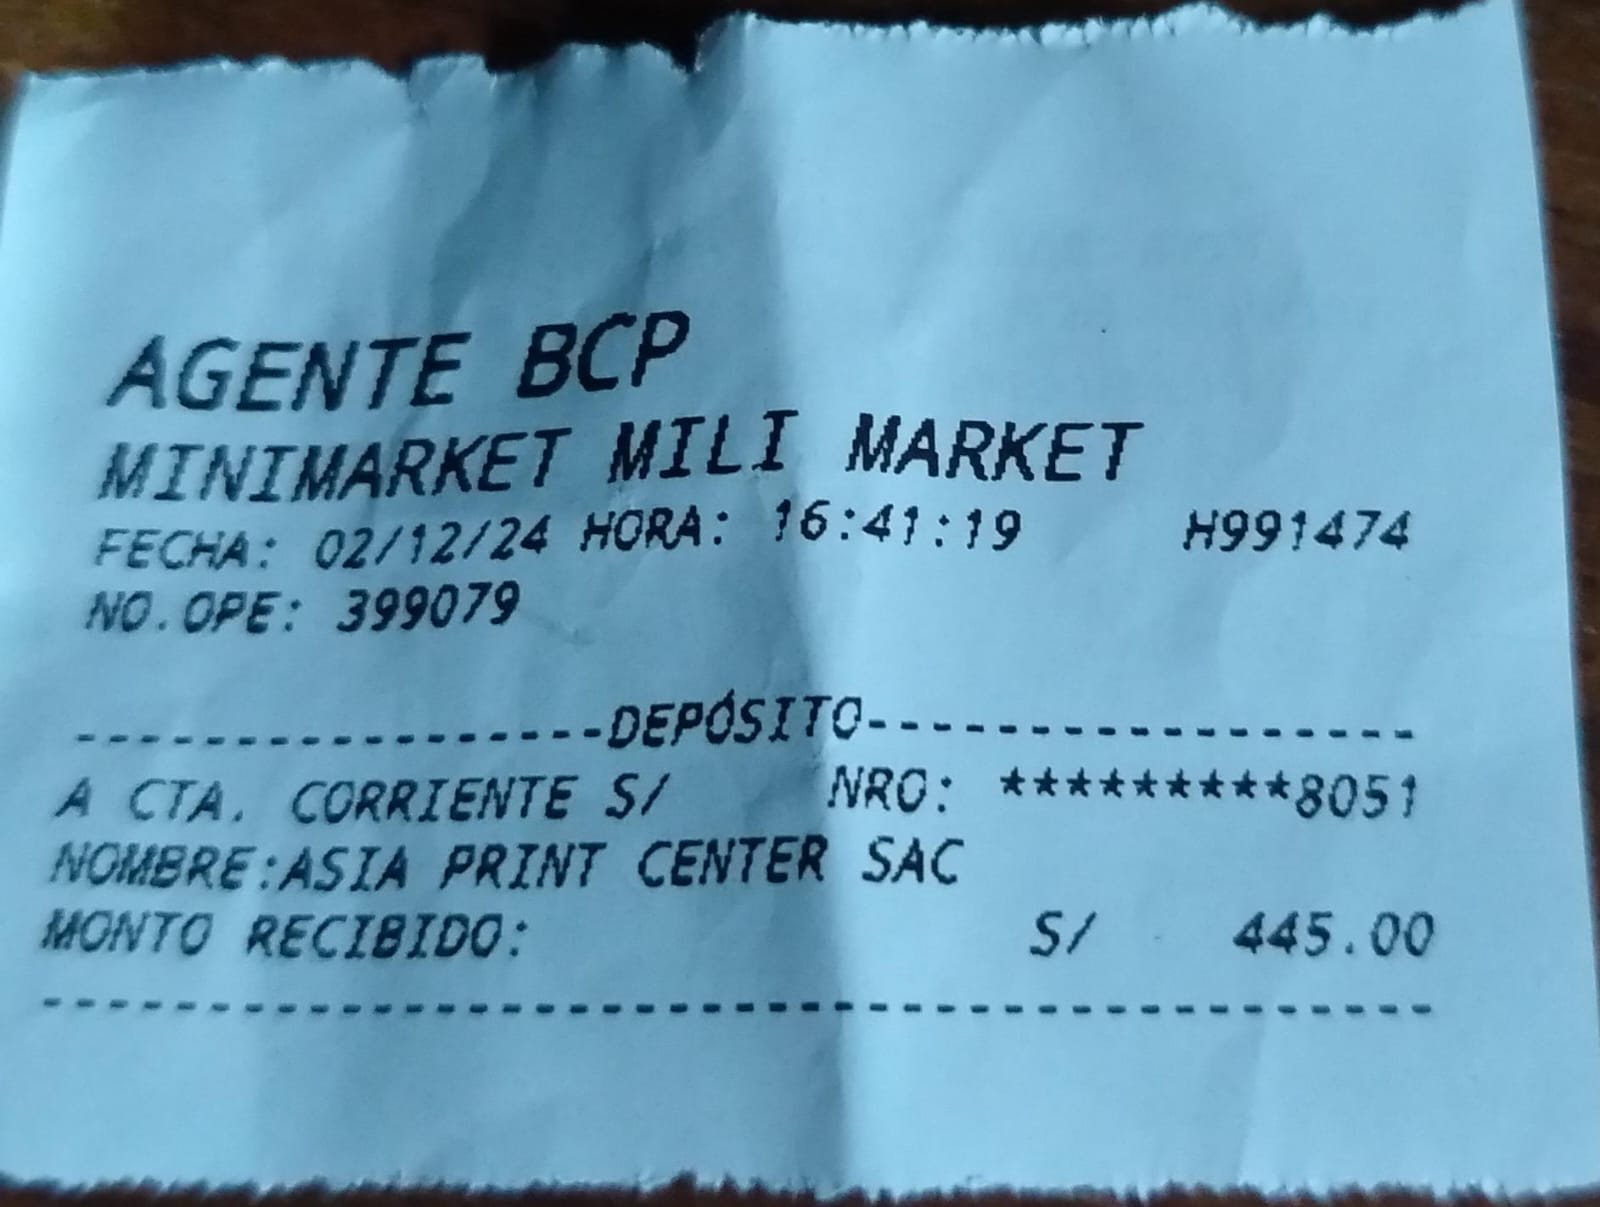 AGENTE BCP
MINIMARKET MILI MARKET
FECHA: 02/12/24 HORA: 16:41:19 H991474
NO.OPE: 399079
-----------------DEPÓSITO-----------------
A CTA. CORRIENTE S/ NRO: *********8051
NOMBRE:ASIA PRINT CENTER SAC
MONTO RECIBIDO: S/ 445.00
-------------------------------------------